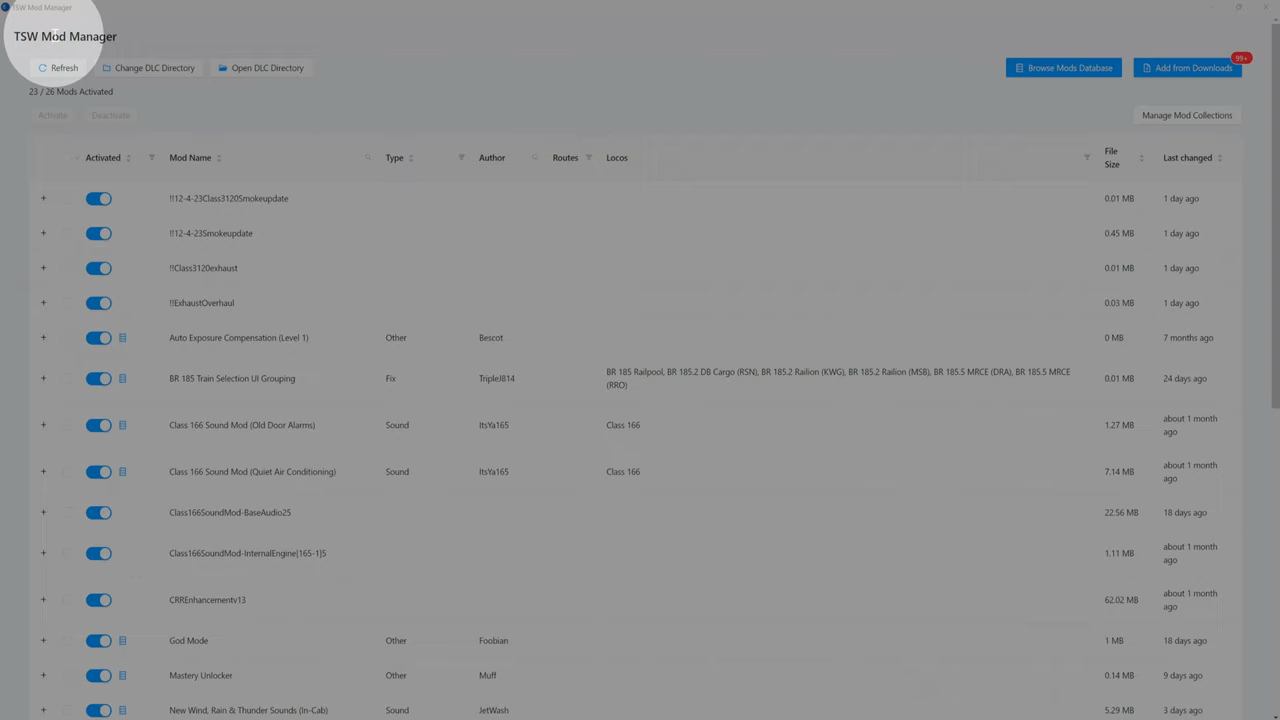 TSW Mod Manager
TSW Mod Manager
Refresh Change DLC Directory Open DLC Directory Browse Mods Database Add from Downloads 99+
23 / 26 Mods Activated
Activate Deactivate Manage Mod Collections
Activated Mod Name Type Author Routes Locos File Size Last changed
!!12-4-23Class3120Smokeupdate 0.01 MB 1 day ago
!!12-4-23Smokeupdate 0.45 MB 1 day ago
!!Class3120exhaust 0.01 MB 1 day ago
!!ExhaustOverhaul 0.03 MB 1 day ago
Auto Exposure Compensation (Level 1) Other Bescot 0 MB 7 months ago
BR 185 Train Selection UI Grouping Fix TripleJ814 BR 185 Railpool, BR 185.2 DB Cargo (RSN), BR 185.2 Railion (KWG), BR 185.2 Railion (MSB), BR 185.5 MRCE (DRA), BR 185.5 MRCE (RRO) 0.01 MB 24 days ago
Class 166 Sound Mod (Old Door Alarms) Sound ItsYa165 Class 166 1.27 MB about 1 month ago
Class 166 Sound Mod (Quiet Air Conditioning) Sound ItsYa165 Class 166 7.14 MB about 1 month ago
Class166SoundMod-BaseAudio25 22.56 MB 18 days ago
Class166SoundMod-InternalEngine[165-1]5 1.11 MB about 1 month ago
CRREnhancementv13 62.02 MB about 1 month ago
God Mode Other Foobian 1 MB 18 days ago
Mastery Unlocker Other Muff 0.14 MB 9 days ago
New Wind, Rain & Thunder Sounds (In-Cab) Sound JetWash 5.29 MB 3 days ago